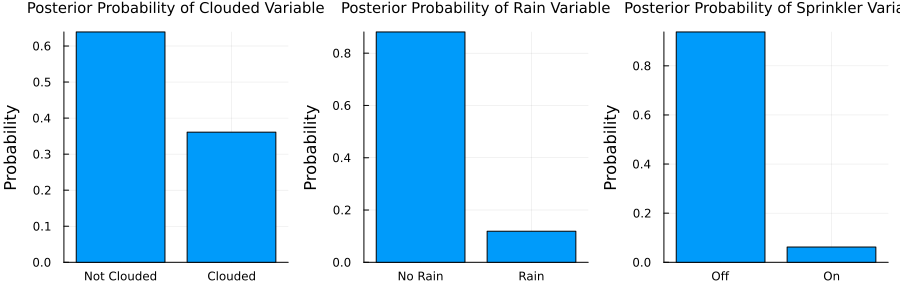 Posterior Probability of Clouded Variable
Probability
0.6
0.5
0.4
0.3
0.2
0.1
0.0
Not Clouded
Clouded
Posterior Probability of Rain Variable
Probability
0.8
0.6
0.4
0.2
0.0
No Rain
Rain
Posterior Probability of Sprinkler Varia
Probability
0.8
0.6
0.4
0.2
0.0
Off
On